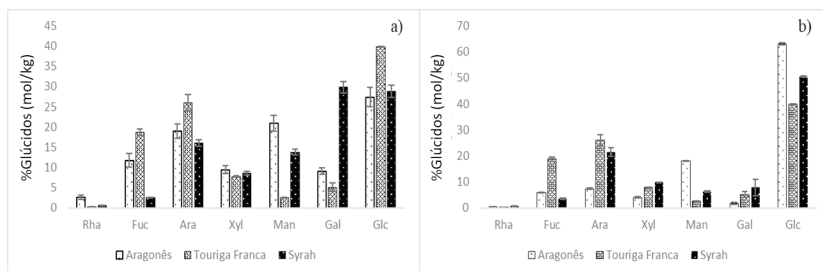 a)
%Glúcidos (mol/kg)
45
40
35
30
25
20
15
10
5
0
Rha Fuc Ara Xyl Man Gal Glc
Aragonês Touriga Franca Syrah
b)
%Glúcidos (mol/kg)
70
60
50
40
30
20
10
0
Rha Fuc Ara Xyl Man Gal Glc
Aragonês Touriga Franca Syrah